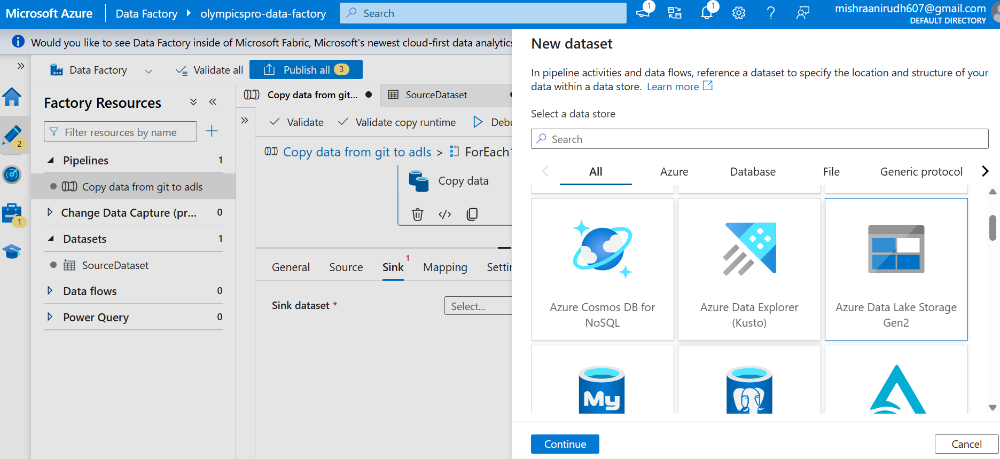 Microsoft Azure
Data Factory
olympicspro-data-factory
Search
1
1
mishraanirudh607@gmail.com
DEFAULT DIRECTORY
Would you like to see Data Factory inside of Microsoft Fabric, Microsoft's newest cloud-first data analytics
Data Factory
Validate all
Publish all 3
Factory Resources
Filter resources by name
2
1
Pipelines 1
Copy data from git to adls
Change Data Capture (pr... 0
Datasets 1
SourceDataset
Data flows 0
Power Query 0
Copy data from git...
SourceDataset
Validate
Validate copy runtime
Debu
Copy data from git to adls > ForEach1
Copy data
General
Source
Sink 1
Mapping
Settin
Sink dataset *
Select...
New dataset
In pipeline activities and data flows, reference a dataset to specify the location and structure of your
data within a data store. Learn more
Select a data store
Search
All
Azure
Database
File
Generic protocol
Azure Cosmos DB for
NoSQL
Azure Data Explorer
(Kusto)
Azure Data Lake Storage
Gen2
My
Continue
Cancel